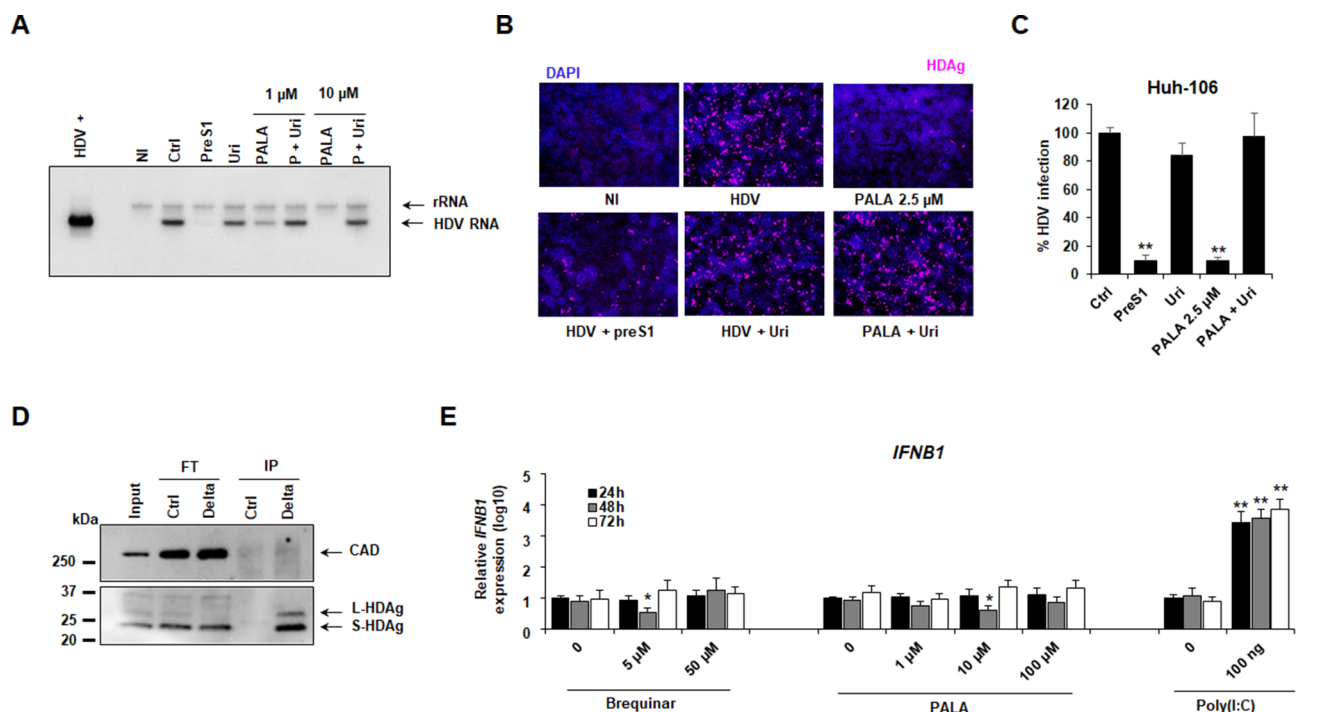 A
1 µM
10 µM
HDV +
NI
Ctrl
PreS1
Uri
PALA
P + Uri
PALA
P + Uri
rRNA
HDV RNA
B
DAPI
HDAg
NI
HDV
PALA 2.5 µM
HDV + preS1
HDV + Uri
PALA + Uri
C
Huh-106
% HDV infection
120
100
80
60
40
20
0
**
**
Ctrl
PreS1
Uri
PALA 2.5 µM
PALA + Uri
D
FT
IP
Input
Ctrl
Delta
Ctrl
Delta
kDa
250
CAD
37
25
20
L-HDAg
S-HDAg
E
IFNB1
Relative IFNB1
expression (log10)
5
4
3
2
1
0
24h
48h
72h
*
*
** ** **
0
5 µM
50 µM
0
1 µM
10 µM
100 µM
0
100 ng
Brequinar
PALA
Poly(I:C)